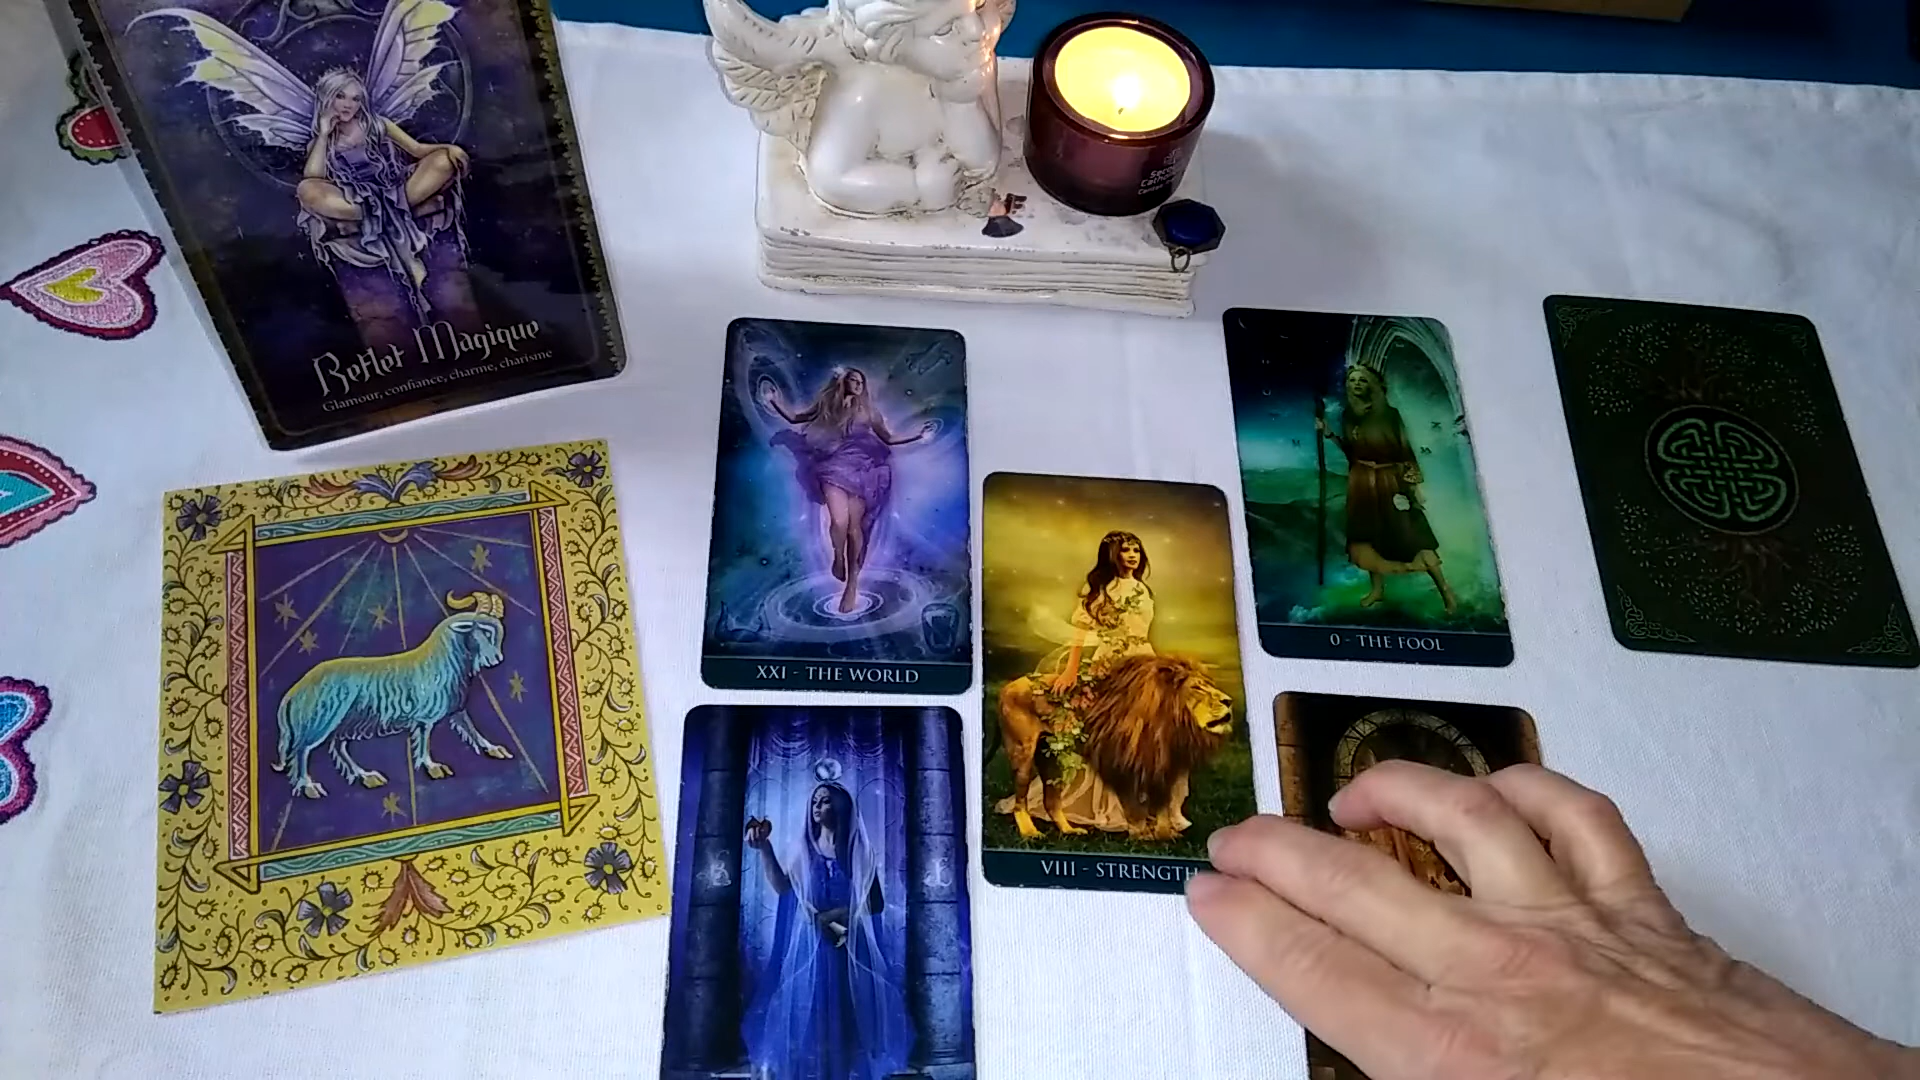 Reflet Magique
Glamour, confiance, charme, charisme
XXI - THE WORLD
0 - THE FOOL
VIII - STRENGTH
B